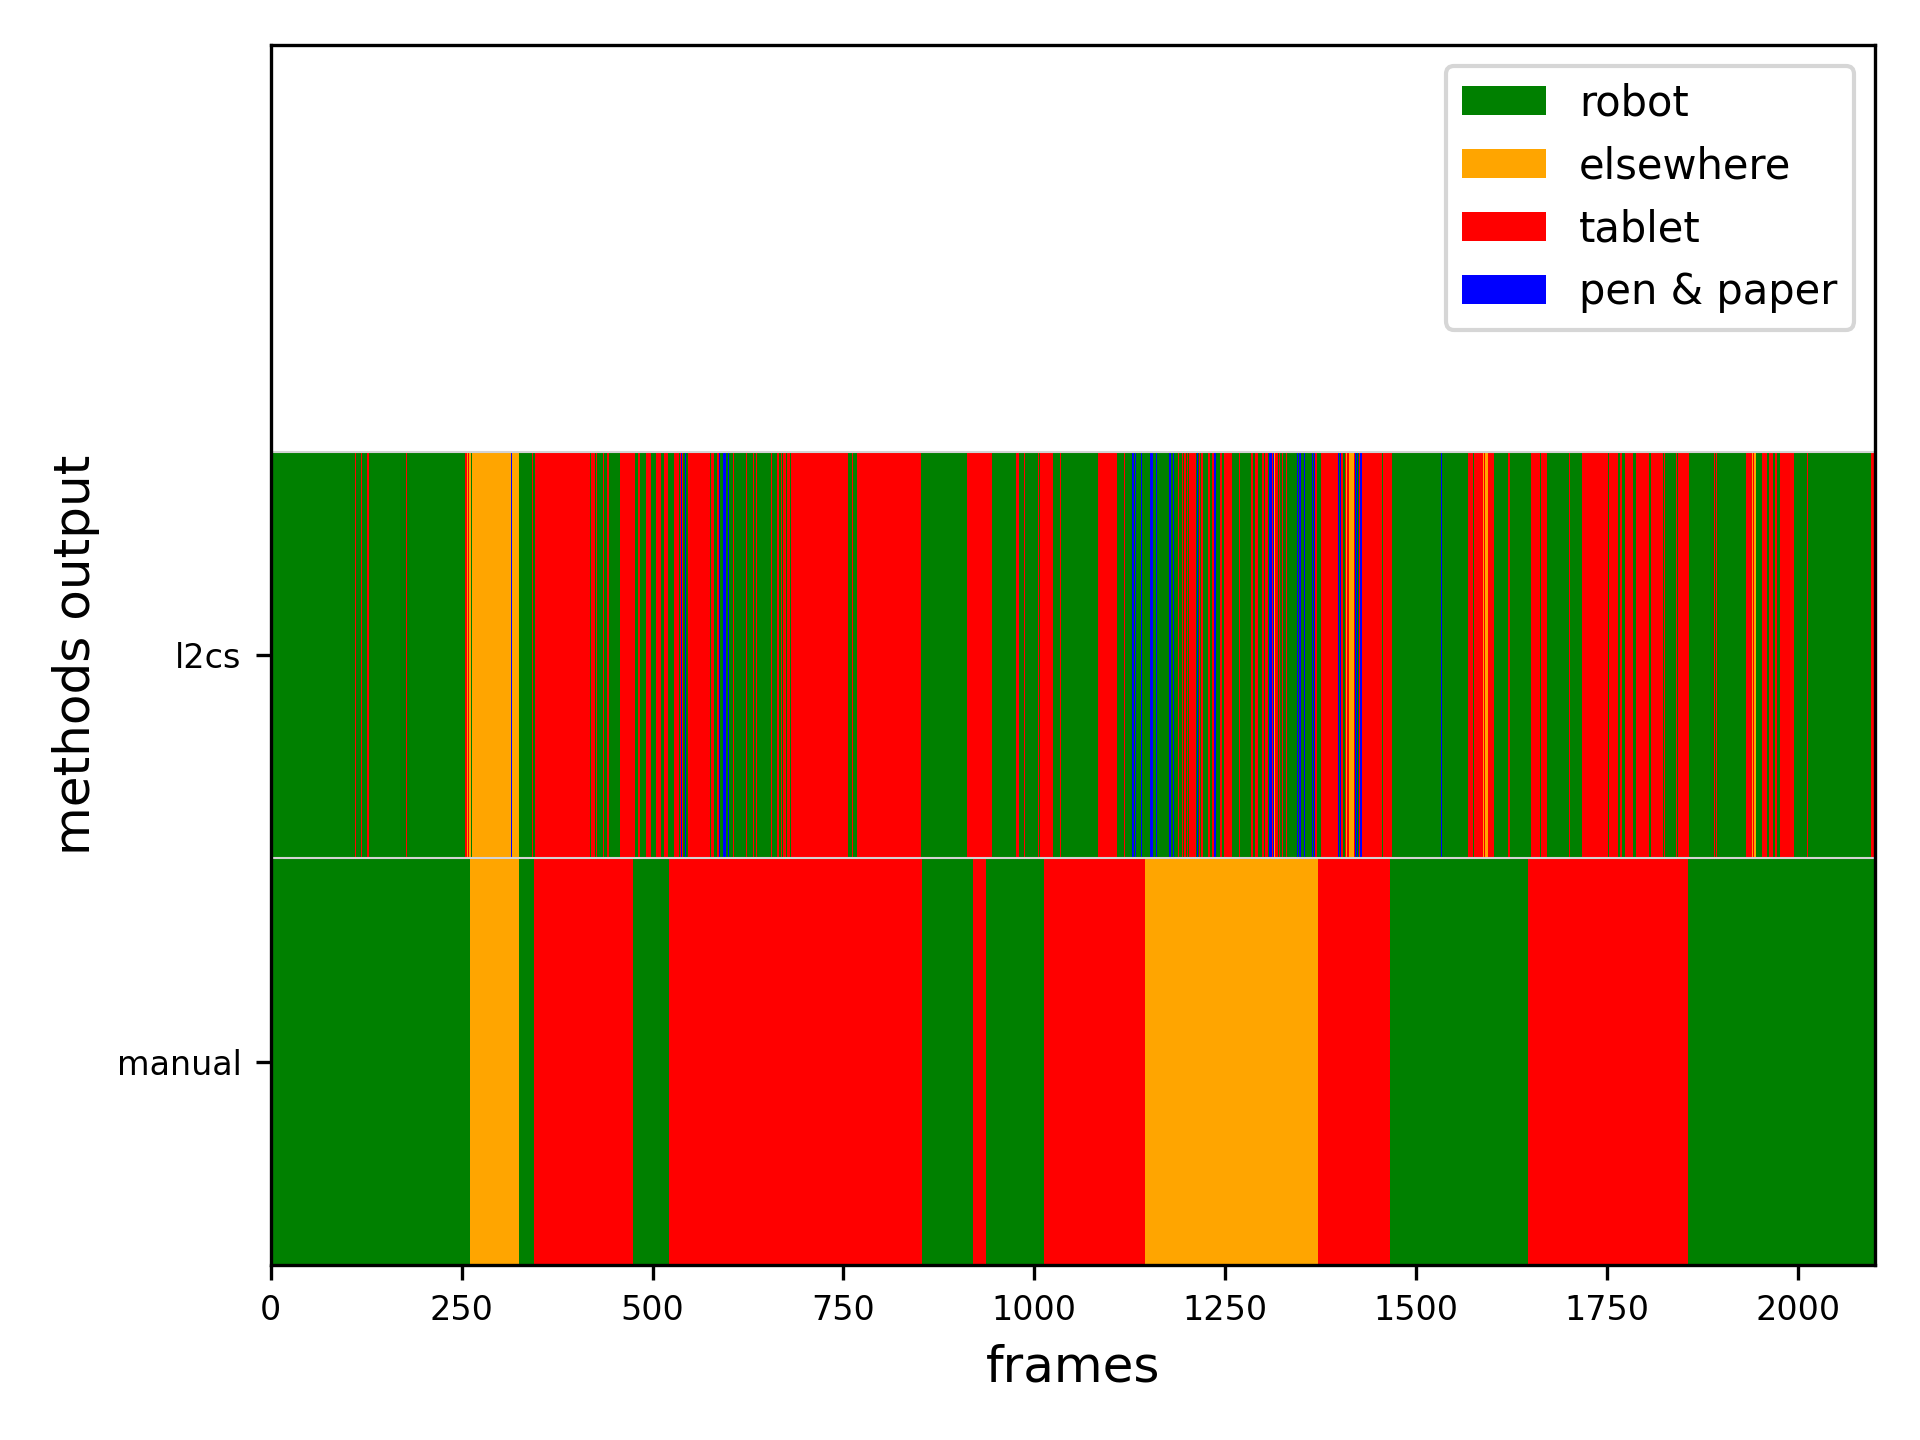 robot
elsewhere
tablet
pen & paper
methods output
l2cs
manual
0 250 500 750 1000 1250 1500 1750 2000
frames